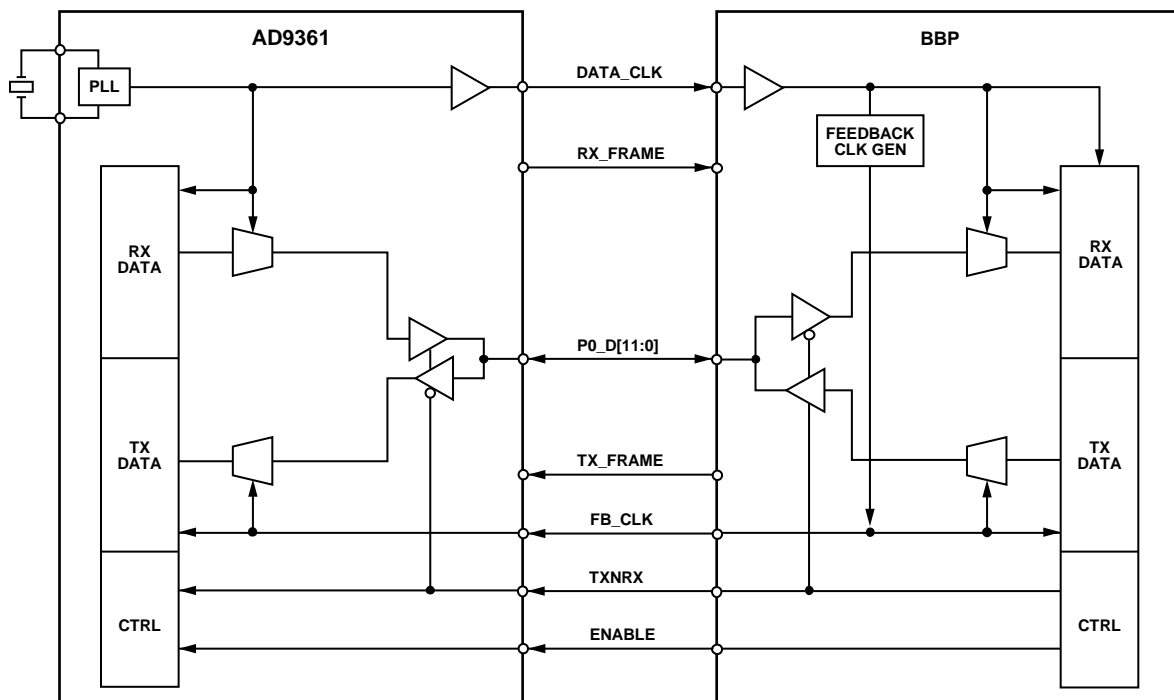 AD9361
BBP
PLL
DATA_CLK
FEEDBACK
CLK GEN
RX_FRAME
RX
DATA
RX
DATA
P0_D[11:0]
TX
DATA
TX
DATA
TX_FRAME
FB_CLK
TXNRX
CTRL
CTRL
ENABLE